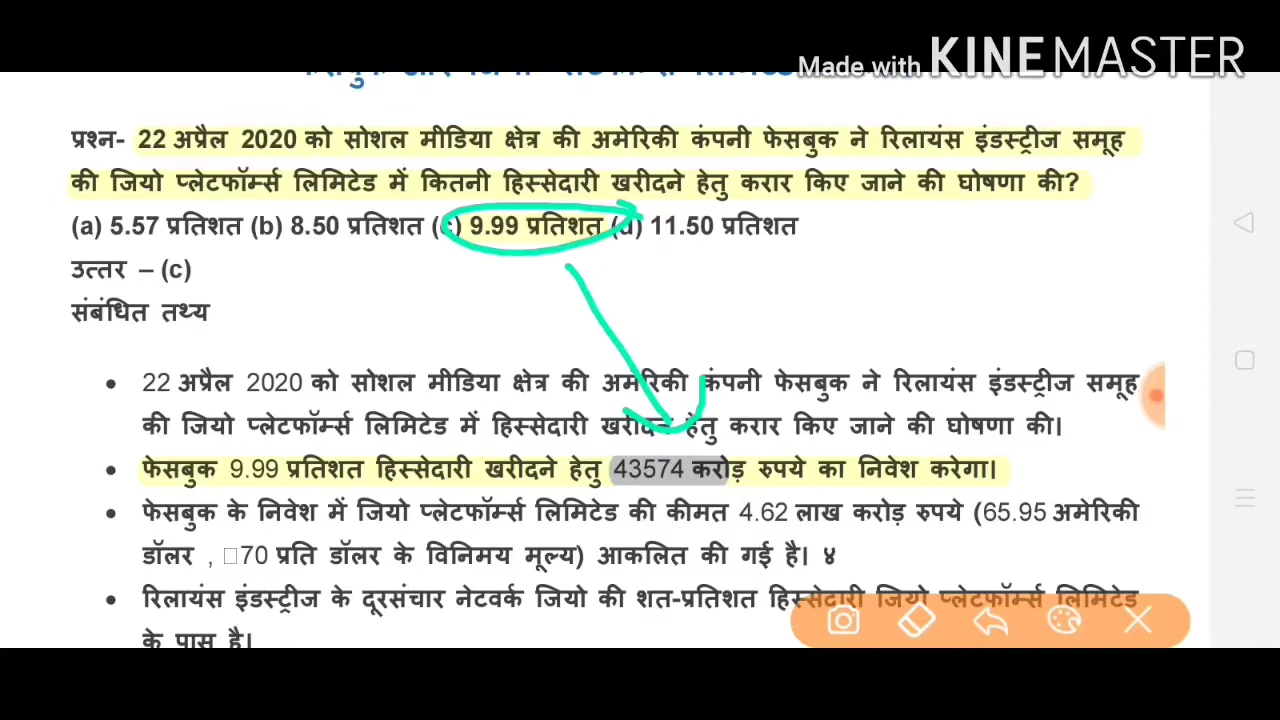 Made with KINEMASTER
प्रश्न- 22 अप्रैल 2020 को सोशल मीडिया क्षेत्र की अमेरिकी कंपनी फेसबुक ने रिलायंस इंडस्ट्रीज समूह
की जियो प्लेटफॉर्म्स लिमिटेड में कितनी हिस्सेदारी खरीदने हेतु करार किए जाने की घोषणा की?
(a) 5.57 प्रतिशत (b) 8.50 प्रतिशत (c) 9.99 प्रतिशत (d) 11.50 प्रतिशत
उत्तर – (c)
संबंधित तथ्य
• 22 अप्रैल 2020 को सोशल मीडिया क्षेत्र की अमेरिकी कंपनी फेसबुक ने रिलायंस इंडस्ट्रीज समूह
की जियो प्लेटफॉर्म्स लिमिटेड में हिस्सेदारी खरीदने हेतु करार किए जाने की घोषणा की।
• फेसबुक 9.99 प्रतिशत हिस्सेदारी खरीदने हेतु 43574 करोड़ रुपये का निवेश करेगा।
• फेसबुक के निवेश में जियो प्लेटफॉर्म्स लिमिटेड की कीमत 4.62 लाख करोड़ रुपये (65.95 अमेरिकी
डॉलर , □70 प्रति डॉलर के विनिमय मूल्य) आकलित की गई है। ४
• रिलायंस इंडस्ट्रीज के दूरसंचार नेटवर्क जियो की शत-प्रतिशत हिस्सेदारी जियो प्लेटफॉर्म्स लिमिटेड
के पास है।